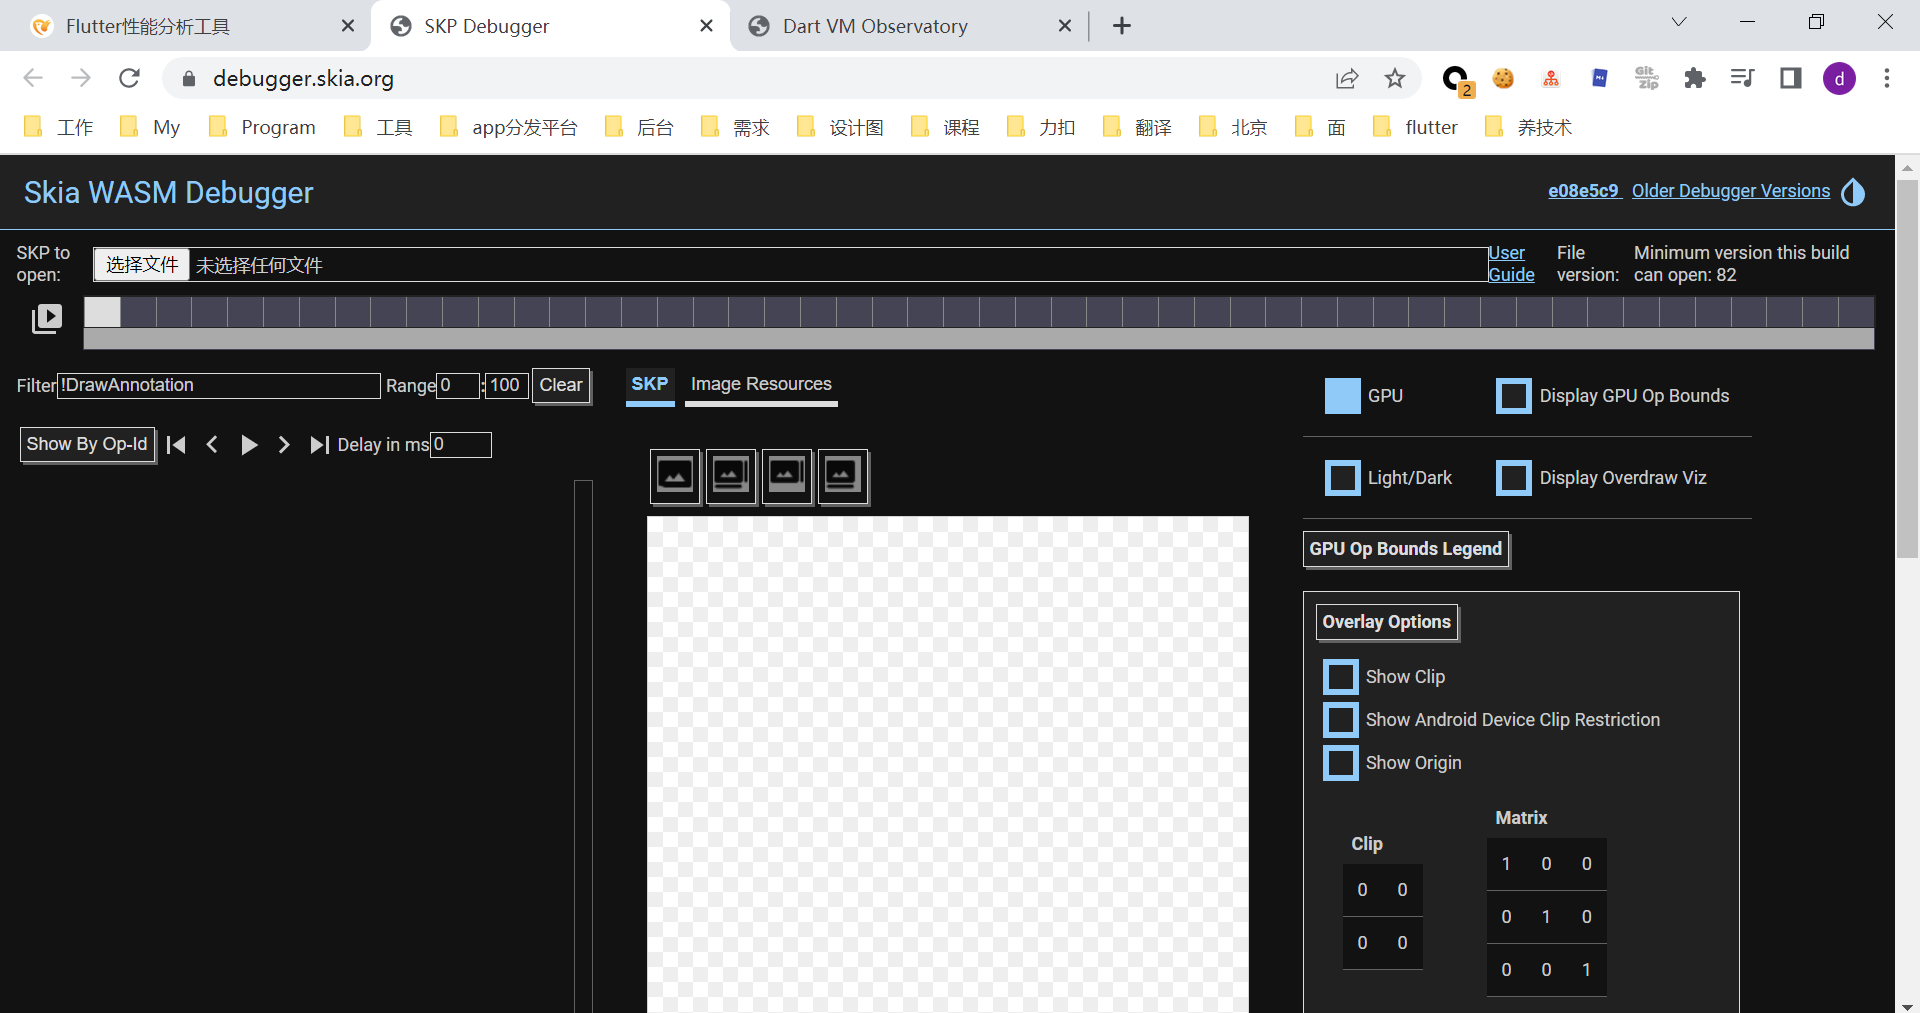 Flutter性能分析工具
SKP Debugger
Dart VM Observatory
debugger.skia.org
2
Git Zip
d
工作
My
Program
工具
app分发平台
后台
需求
设计图
课程
力扣
翻译
北京
面
flutter
养技术
Skia WASM Debugger
e08e5c9 Older Debugger Versions
SKP to
open:
选择文件 未选择任何文件
User
Guide
File
version:
Minimum version this build
can open: 82
Filter !DrawAnnotation Range 0 : 100 Clear
SKP Image Resources
GPU
Display GPU Op Bounds
Show By Op-Id
Delay in ms 0
Light/Dark
Display Overdraw Viz
GPU Op Bounds Legend
Overlay Options
Show Clip
Show Android Device Clip Restriction
Show Origin
Clip
0 0
0 0
Matrix
1 0 0
0 1 0
0 0 1